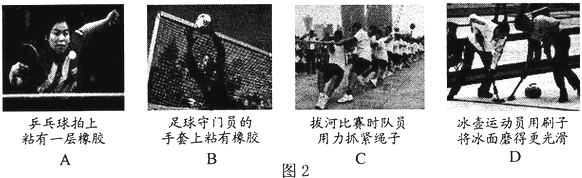 乒乓球拍上
粘有一层橡胶
A
足球守门员的
手套上粘有橡胶
B
拔河比赛时队员
用力抓紧绳子
C
冰壶运动员用刷子
将冰面磨得更光滑
D
图2